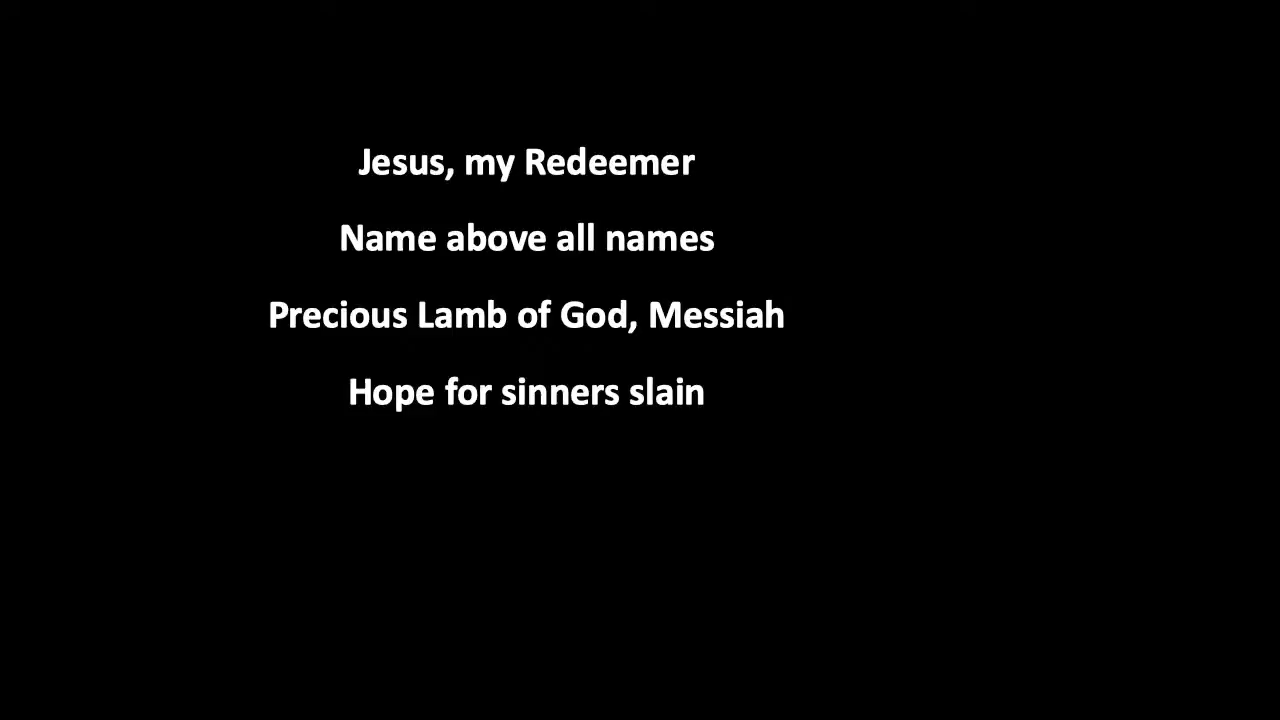 Jesus, my Redeemer
Name above all names
Precious Lamb of God, Messiah
Hope for sinners slain